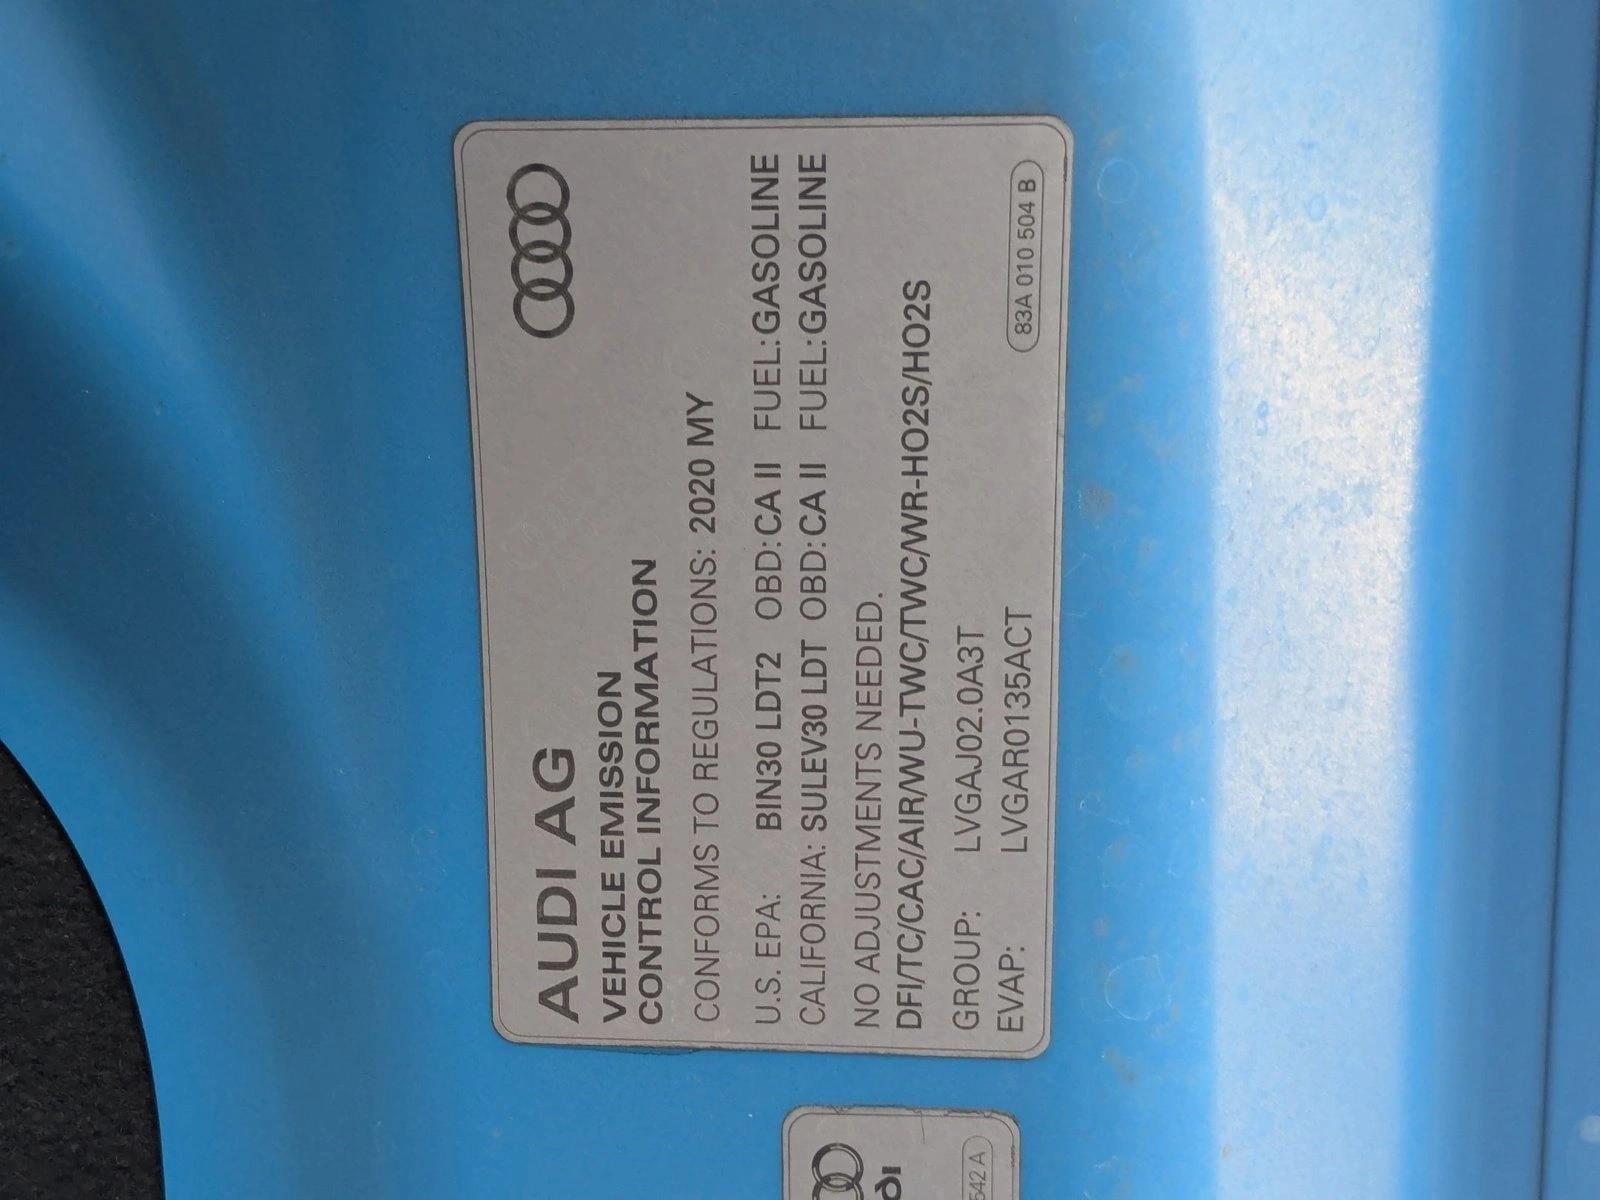 AUDI AG
VEHICLE EMISSION
CONTROL INFORMATION
CONFORMS TO REGULATIONS: 2020 MY
U.S. EPA: BIN30 LDT2 OBD:CA II FUEL:GASOLINE
CALIFORNIA: SULEV30 LDT OBD:CA II FUEL:GASOLINE
NO ADJUSTMENTS NEEDED.
DFI/TC/CAC/AIR/WU-TWC/TWC/WR-HO2S/HO2S
GROUP: LVGAJ02.0A3T
EVAP: LVGAR0135ACT
83A 010 504 B
542 A